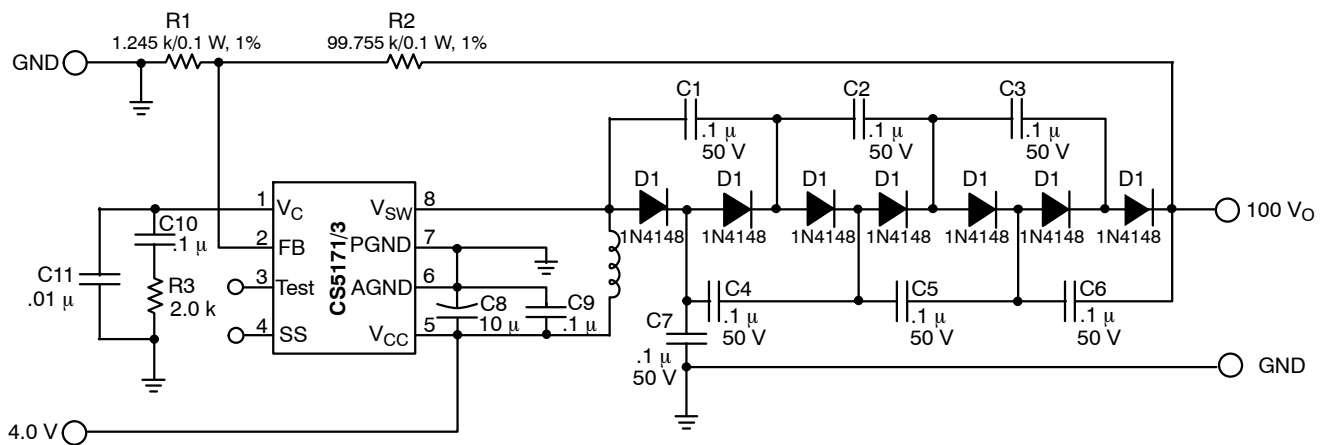 R1
1.245 k/0.1 W, 1%
R2
99.755 k/0.1 W, 1%
GND
C1
.1 μ
50 V
C2
.1 μ
50 V
C3
.1 μ
50 V
D1
D1
D1
D1
D1
D1
D1
1N4148
1N4148
1N4148
1N4148
1N4148
1N4148
1N4148
100 VO
1
VC
2
FB
3
Test
4
SS
CS5171/3
VSW
8
PGND
7
AGND
6
VCC
5
C10
.1 μ
C11
.01 μ
R3
2.0 k
C8
10 μ
C9
.1 μ
C4
.1 μ
50 V
C5
.1 μ
50 V
C6
.1 μ
50 V
C7
.1 μ
50 V
GND
4.0 V